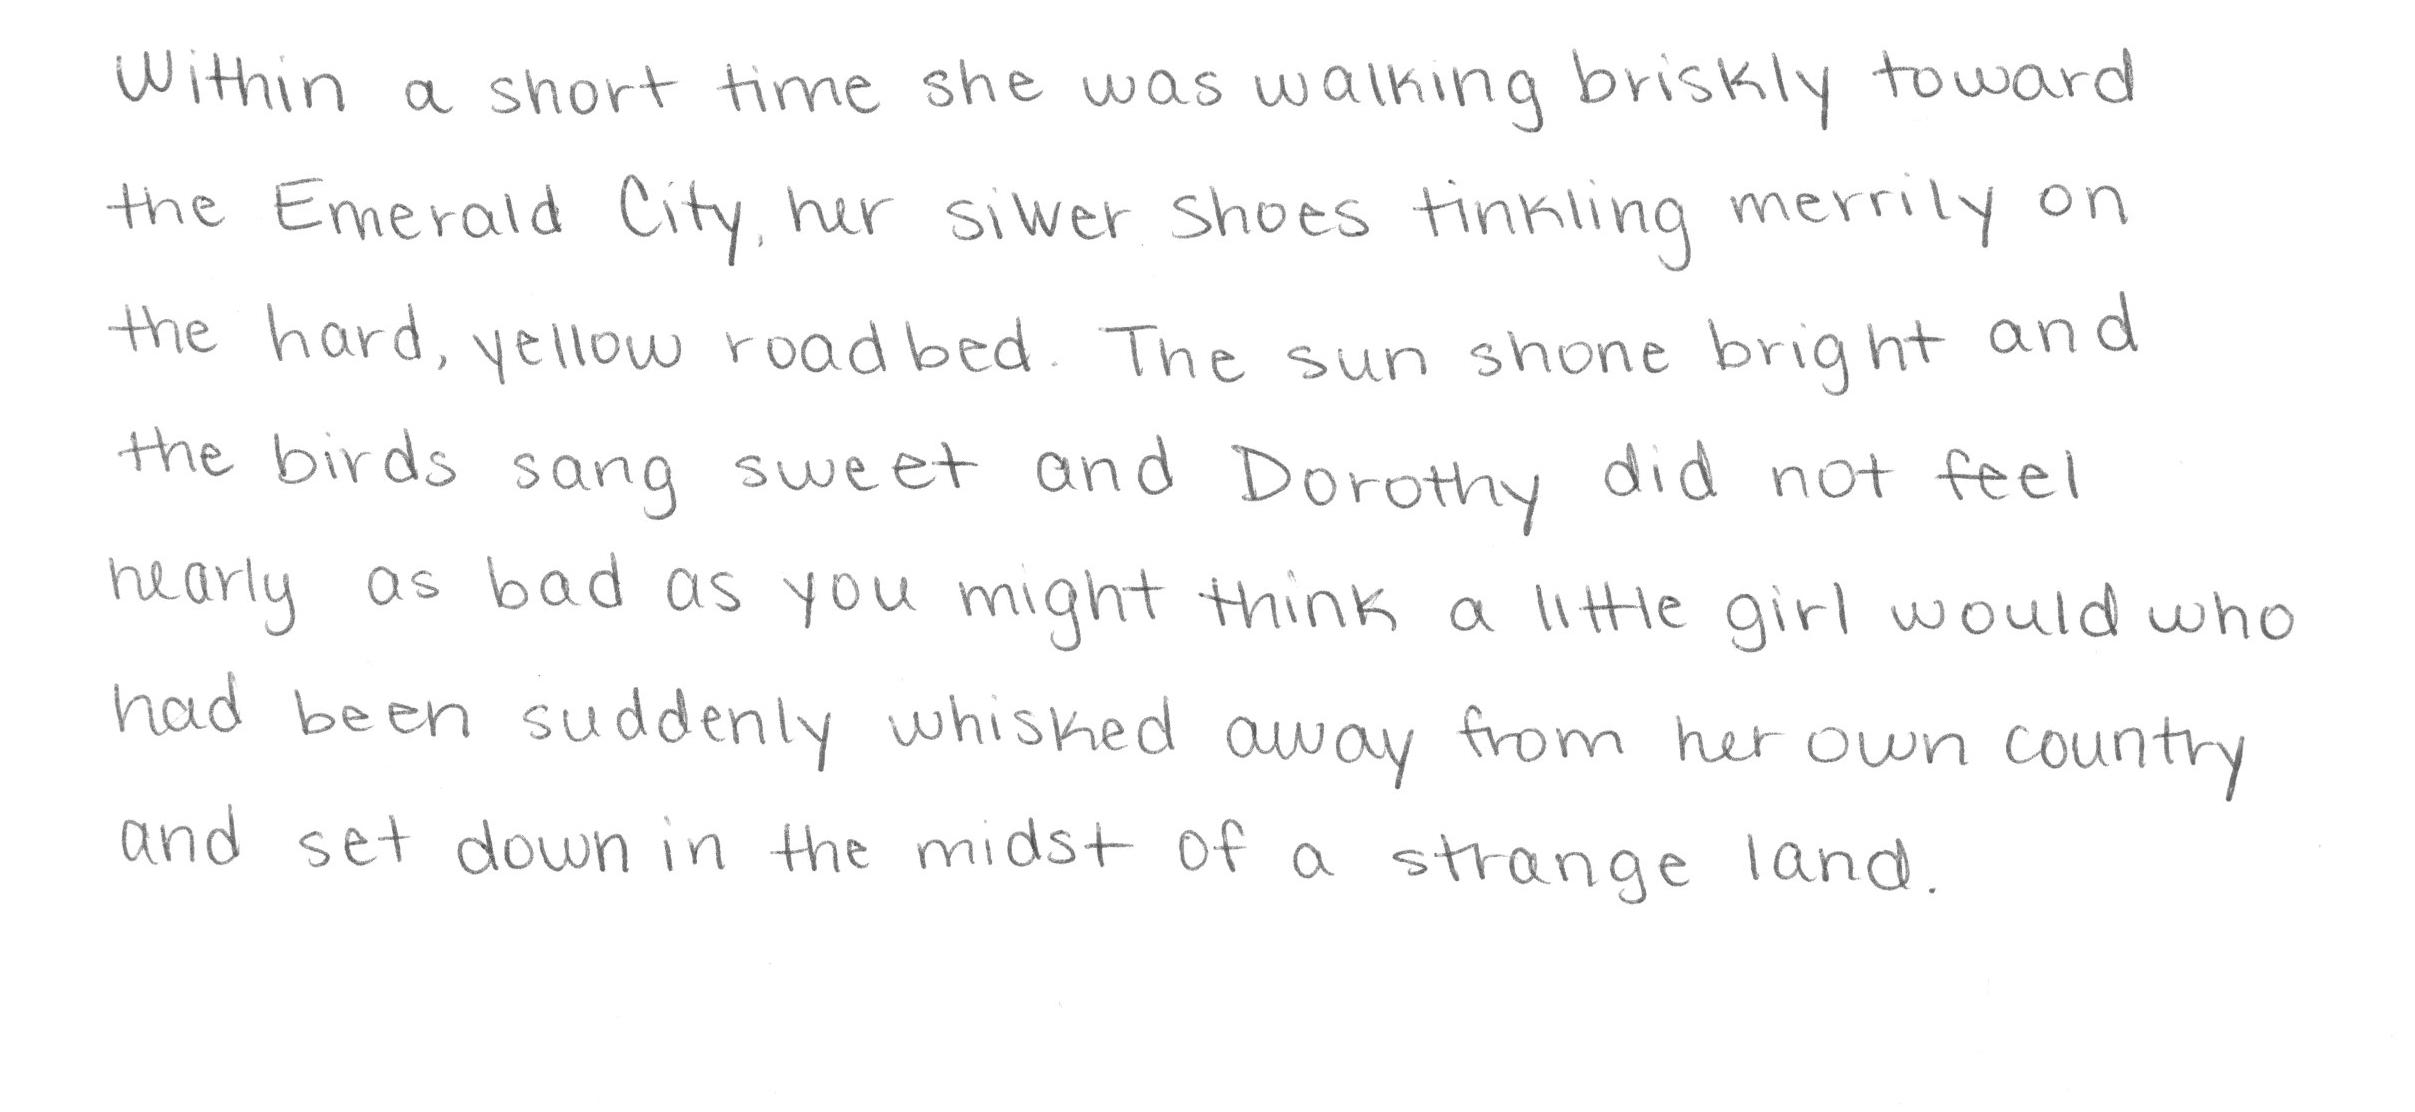 Within a short time she was walking briskly toward
the Emerald City, her silver shoes tinkling merrily on
the hard, yellow roadbed. The sun shone bright and
the birds sang sweet and Dorothy did not feel
nearly as bad as you might think a little girl would who
had been suddenly whisked away from her own country
and set down in the midst of a strange land.